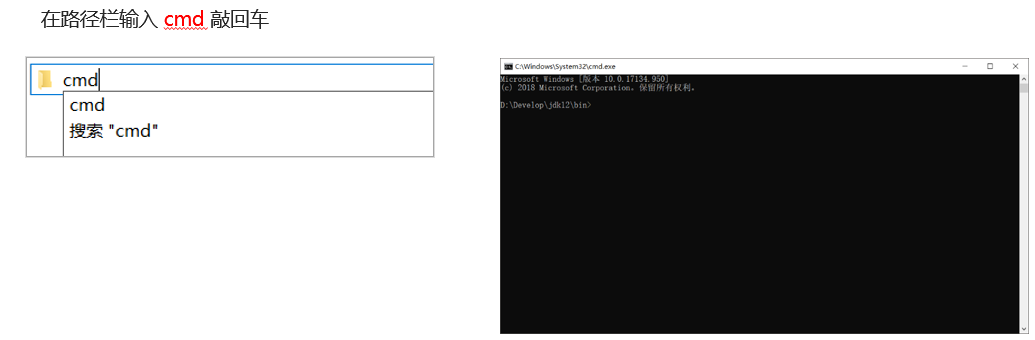 在路径栏输入 cmd 敲回车
cmd
cmd
搜索 "cmd"
C:\Windows\System32\cmd.exe
Microsoft Windows [版本 10.0.17134.950]
(c) 2018 Microsoft Corporation。保留所有权利。
D:\Develop\jdk12\bin>